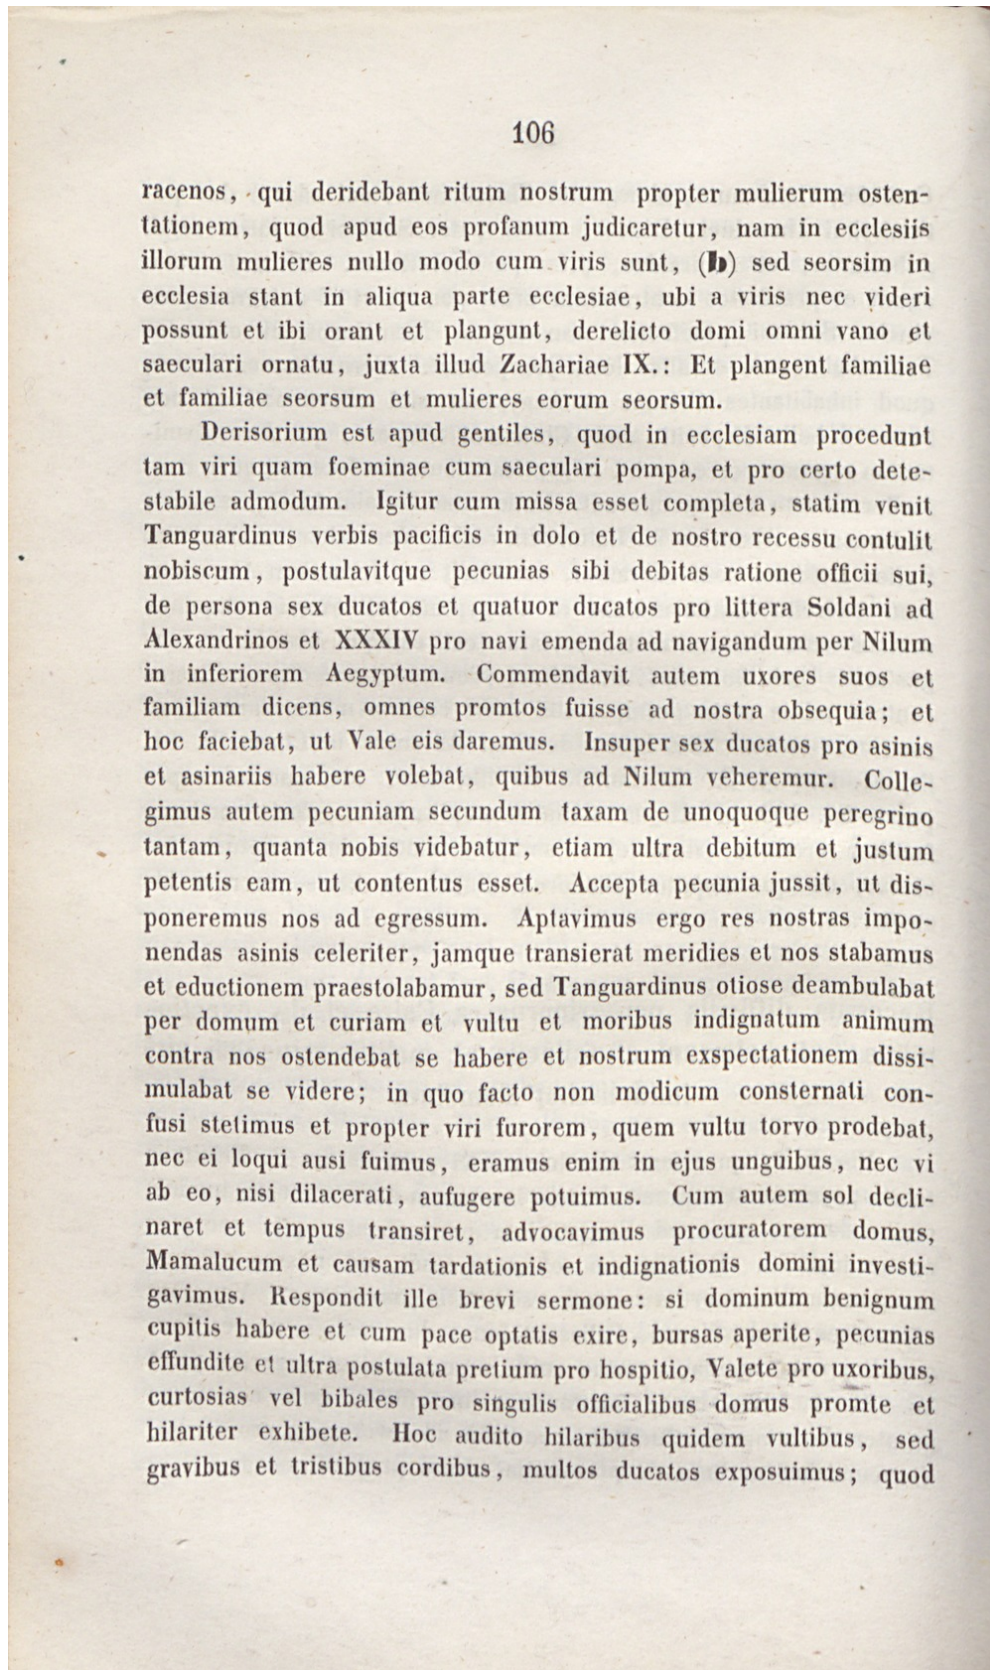 106
racenos, qui deridebant ritum nostrum propter mulierum osten-
tationem, quod apud eos profanum judicaretur, nam in ecclesiis
illorum mulieres nullo modo cum viris sunt, (b) sed seorsim in
ecclesia stant in aliqua parte ecclesiae, ubi a viris nec videri
possunt et ibi orant et plangunt, derelicto domi omni vano et
saeculari ornatu, juxta illud Zachariae IX.: Et plangent familiae
et familiae seorsum et mulieres eorum seorsum.
Derisorium est apud gentiles, quod in ecclesiam procedunt
tam viri quam foeminae cum saeculari pompa, et pro certo dete-
stabile admodum. Igitur cum missa esset completa, statim venit
Tanguardinus verbis pacificis in dolo et de nostro recessu contulit
nobiscum, postulavitque pecunias sibi debitas ratione officii sui,
de persona sex ducatos et quatuor ducatos pro littera Soldani ad
Alexandrinos et XXXIV pro navi emenda ad navigandum per Nilum
in inferiorem Aegyptum. Commendavit autem uxores suos et
familiam dicens, omnes promtos fuisse ad nostra obsequia; et
hoc faciebat, ut Vale eis daremus. Insuper sex ducatos pro asinis
et asinariis habere volebat, quibus ad Nilum veheremur. Colle-
gimus autem pecuniam secundum taxam de unoquoque peregrino
tantam, quanta nobis videbatur, etiam ultra debitum et justum
petentis eam, ut contentus esset. Accepta pecunia jussit, ut dis-
poneremus nos ad egressum. Aptavimus ergo res nostras impo-
nendas asinis celeriter, jamque transierat meridies et nos stabamus
et eductionem praestolabamur, sed Tanguardinus otiose deambulabat
per domum et curiam et vultu et moribus indignatum animum
contra nos ostendebat se habere et nostrum exspectationem dissi-
mulabat se videre; in quo facto non modicum consternati con-
fusi stetimus et propter viri furorem, quem vultu torvo prodebat,
nec ei loqui ausi fuimus, eramus enim in ejus unguibus, nec vi
ab eo, nisi dilacerati, aufugere potuimus. Cum autem sol decli-
naret et tempus transiret, advocavimus procuratorem domus,
Mamalucum et causam tardationis et indignationis domini investi-
gavimus. Respondit ille brevi sermone: si dominum benignum
cupitis habere et cum pace optatis exire, bursas aperite, pecunias
effundite et ultra postulata pretium pro hospitio, Valete pro uxoribus,
curtosias vel bibales pro singulis officialibus domus promte et
hilariter exhibete. Hoc audito hilaribus quidem vultibus, sed
gravibus et tristibus cordibus, multos ducatos exposuimus; quod